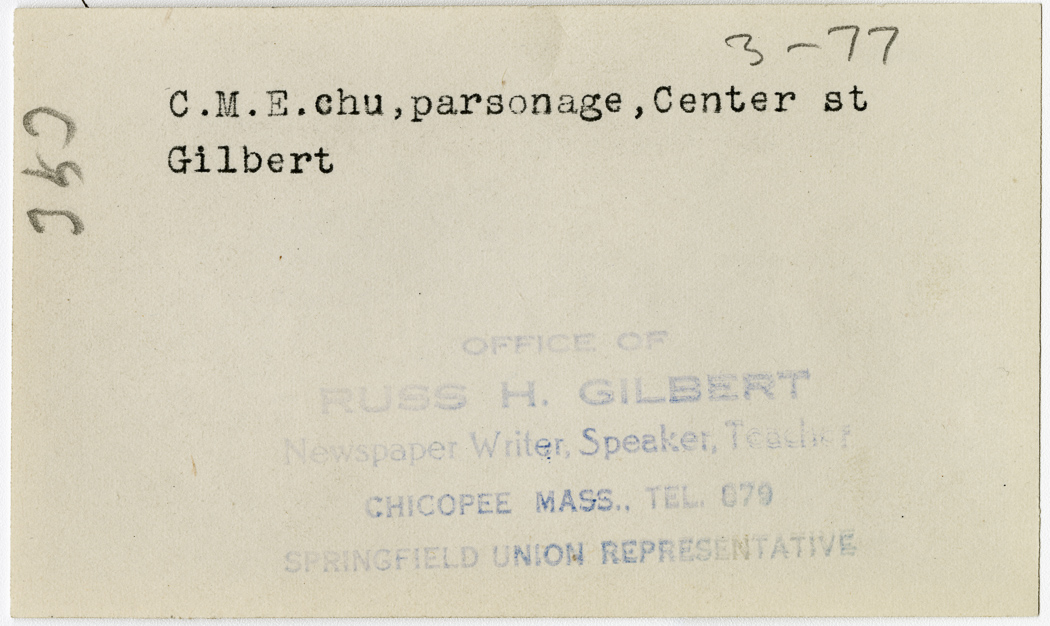 3-77
C.M.E.chu,parsonage,Center st
Gilbert
OFFICE OF
RUSS H. GILBERT
Newspaper Writer, Speaker, Teacher
CHICOPEE MASS., TEL. 879
SPRINGFIELD UNION REPRESENTATIVE